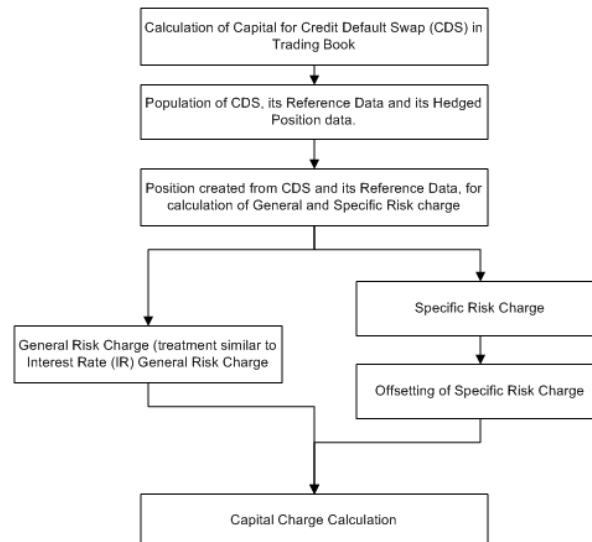 Calculation of Capital for Credit Default Swap (CDS) in
Trading Book
Population of CDS, its Reference Data and its Hedged
Position data.
Position created from CDS and its Reference Data, for
calculation of General and Specific Risk charge
Specific Risk Charge
General Risk Charge (treatment similar to
Interest Rate (IR) General Risk Charge
Offsetting of Specific Risk Charge
Capital Charge Calculation